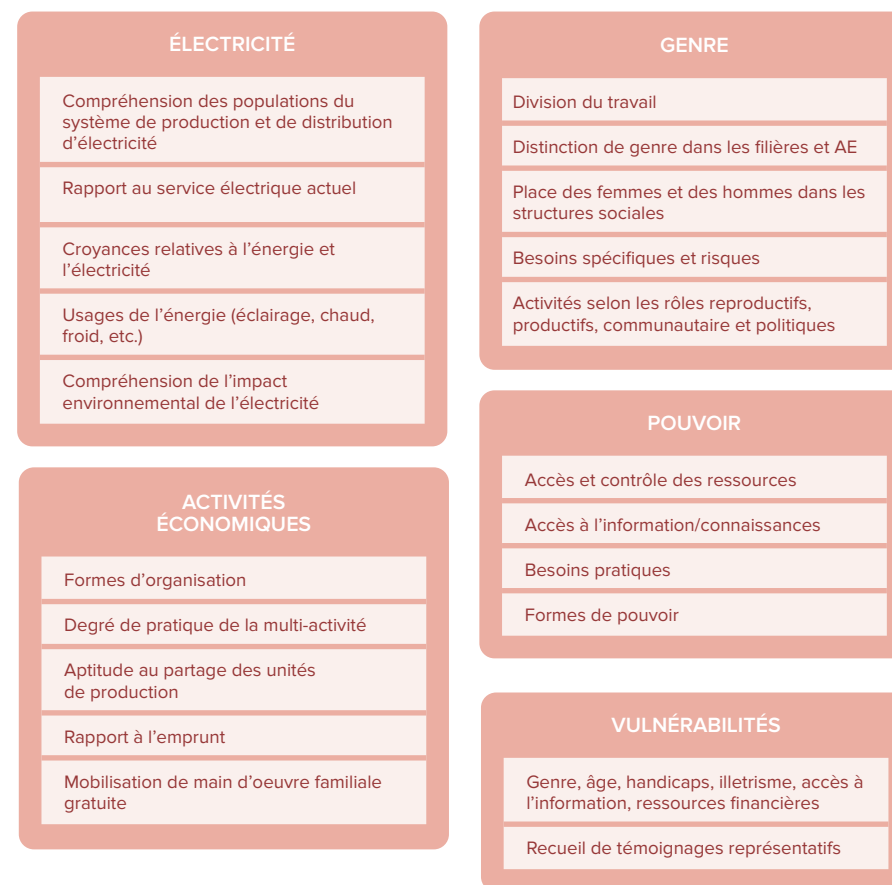 ÉLECTRICITÉ
Compréhension des populations du
système de production et de distribution
d'électricité
Rapport au service électrique actuel
Croyances relatives à l'énergie et
l'électricité
Usages de l'énergie (éclairage, chaud,
froid, etc.)
Compréhension de l'impact
environnemental de l'électricité
ACTIVITÉS
ÉCONOMIQUES
Formes d'organisation
Degré de pratique de la multi-activité
Aptitude au partage des unités
de production
Rapport à l'emprunt
Mobilisation de main d'oeuvre familiale
gratuite
GENRE
Division du travail
Distinction de genre dans les filières et AE
Place des femmes et des hommes dans les
structures sociales
Besoins spécifiques et risques
Activités selon les rôles reproductifs,
productifs, communautaire et politiques
POUVOIR
Accès et contrôle des ressources
Accès à l'information/connaissances
Besoins pratiques
Formes de pouvoir
VULNÉRABILITÉS
Genre, âge, handicaps, illetrisme, accès à
l'information, ressources financières
Recueil de témoignages représentatifs